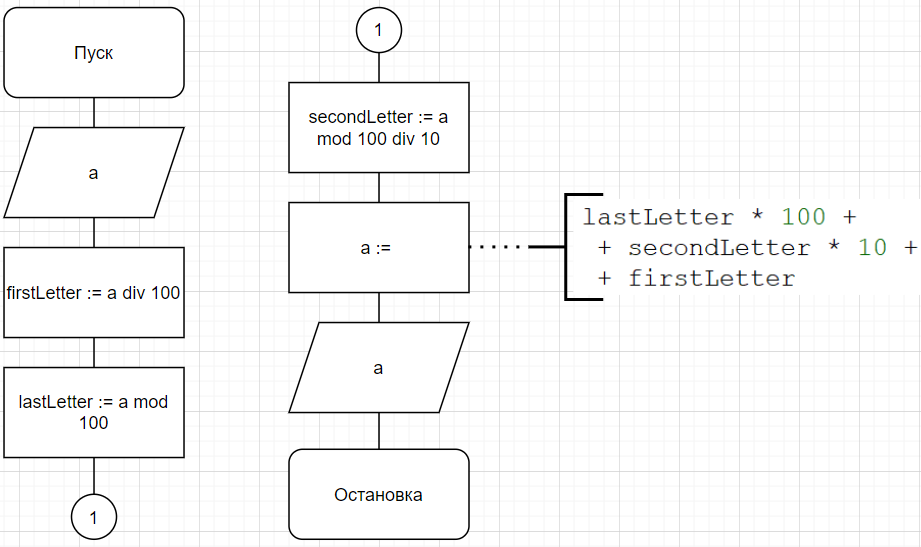 Пуск
a
firstLetter := a div 100
lastLetter := a mod
100
1
1
secondLetter := a
mod 100 div 10
a :=
lastLetter * 100 +
+ secondLetter * 10 +
+ firstLetter
a
Остановка